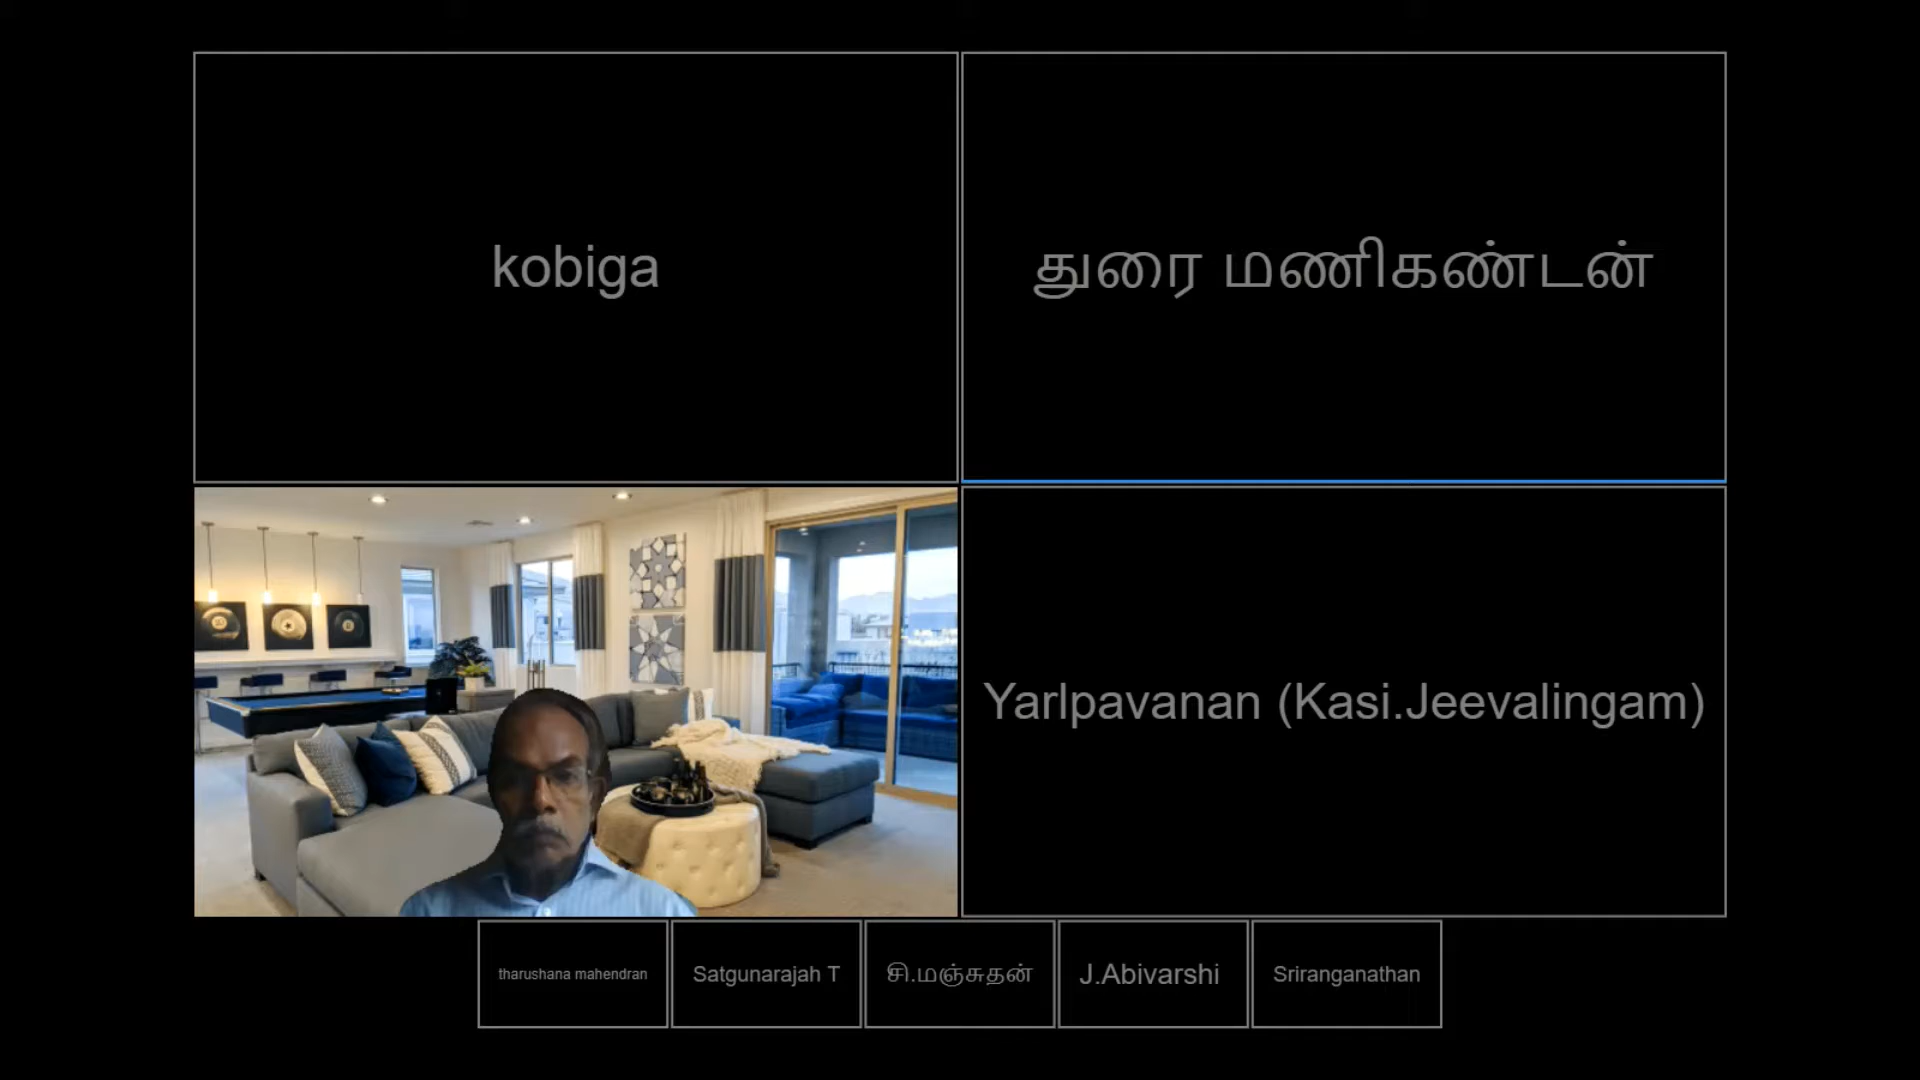 kobiga
துரை மணிகண்டன்
Yarlpavanan (Kasi.Jeevalingam)
tharushana mahendran
Satgunarajah T
சி.மஞ்சுதன்
J.Abivarshi
Sriranganathan